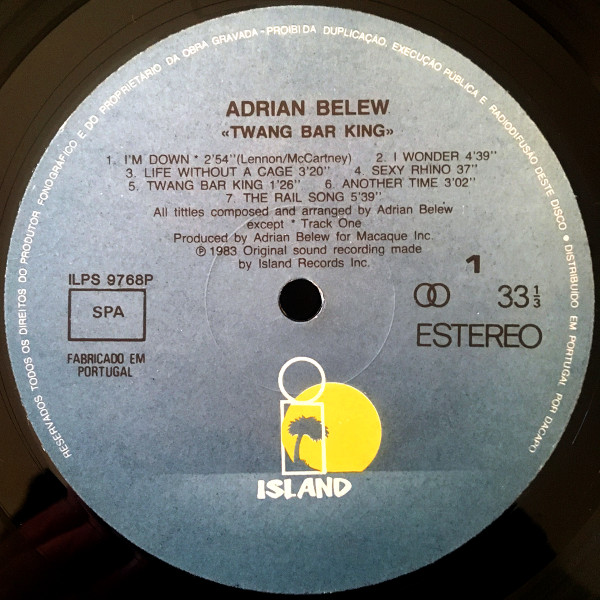 RESERVADOS TODOS OS DIREITOS DO PRODUTOR FONOGRAFICO E DO PROPRIETARIO DA OBRA GRAVADA - PROIBIDA DUPLICAÇÃO, EXECUÇÃO PÚBLICA E RADIODIFUSÃO DESTE DISCO • DISTRIBUIDO EM PORTUGAL POR DACAPO
ADRIAN BELEW
«TWANG BAR KING»
1. I'M DOWN * 2'54'' (Lennon/McCartney) 2. I WONDER 4'39''
3. LIFE WITHOUT A CAGE 3'20'' 4. SEXY RHINO 37''
5. TWANG BAR KING 1'26'' 6. ANOTHER TIME 3'02''
7. THE RAIL SONG 5'39''
All tittles composed and arranged by Adrian Belew
except * Track One
Produced by Adrian Belew for Macaque Inc.
℗ 1983 Original sound recording made
by Island Records Inc.
ILPS 9768P
SPA
FABRICADO EM
PORTUGAL
1
33 1/3
ESTEREO
ISLAND